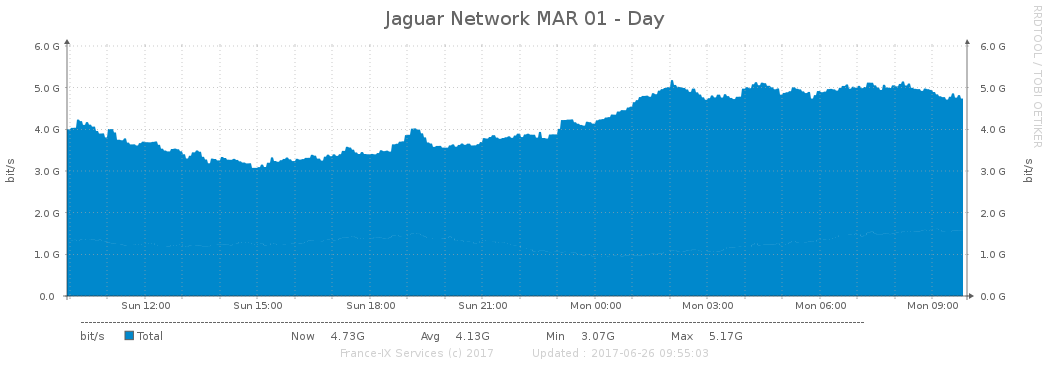 Jaguar Network MAR 01 - Day
RRDTOOL / TOBI OETIKER
6.0 G 6.0 G
5.0 G 5.0 G
4.0 G 4.0 G
3.0 G 3.0 G
2.0 G 2.0 G
1.0 G 1.0 G
0.0 0.0 G
bit/s
bit/s
Sun 12:00 Sun 15:00 Sun 18:00 Sun 21:00 Mon 00:00 Mon 03:00 Mon 06:00 Mon 09:00
bit/s Total Now 4.73G Avg 4.13G Min 3.07G Max 5.17G
France-IX Services (c) 2017 Updated : 2017-06-26 09:55:03